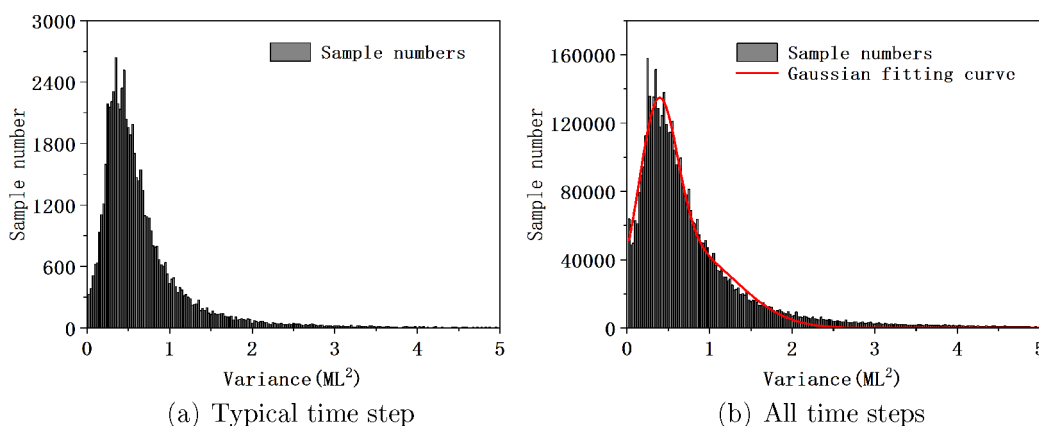 3000
2400
1800
1200
600
0
Sample number
Sample numbers
0 1 2 3 4 5
Variance(ML²)
(a) Typical time step
160000
120000
80000
40000
0
Sample number
Sample numbers
Gaussian fitting curve
0 1 2 3 4 5
Variance(ML²)
(b) All time steps